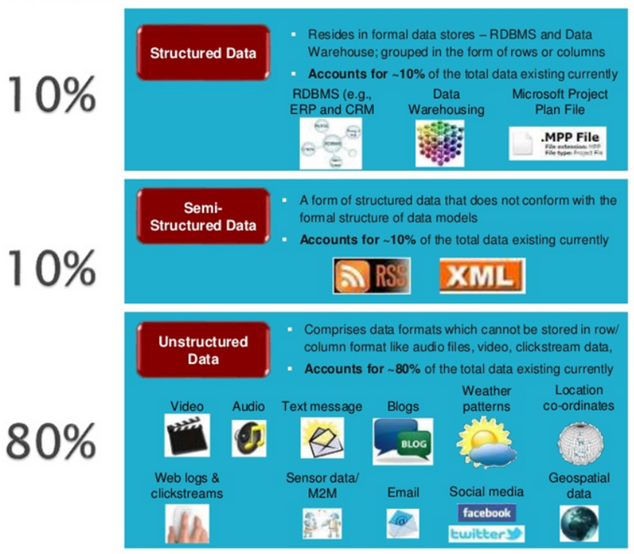 10%
Structured Data
Resides in formal data stores – RDBMS and Data
Warehouse; grouped in the form of rows or columns
Accounts for ~10% of the total data existing currently
RDBMS (e.g.,
ERP and CRM
Data
Warehousing
Microsoft Project
Plan File
.MPP File
File extension: MPP
File type: Project File
10%
Semi-
Structured Data
A form of structured data that does not conform with the
formal structure of data models
Accounts for ~10% of the total data existing currently
RSS
XML
80%
Unstructured
Data
Comprises data formats which cannot be stored in row/
column format like audio files, video, clickstream data,
Accounts for ~80% of the total data existing currently
Video
Audio
Text message
Blogs
Weather
patterns
Location
co-ordinates
BLOG
Web logs &
clickstreams
Sensor data/
M2M
Email
Social media
Geospatial
data
@
facebook
twitter